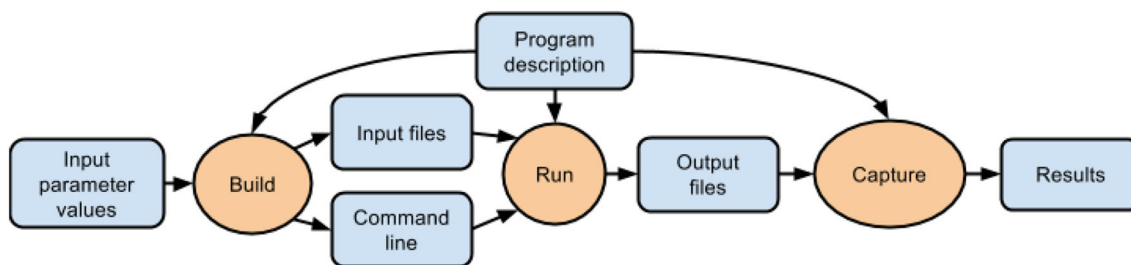 Program
description
Input files
Input
parameter
values
Build
Run
Output
files
Capture
Results
Command
line